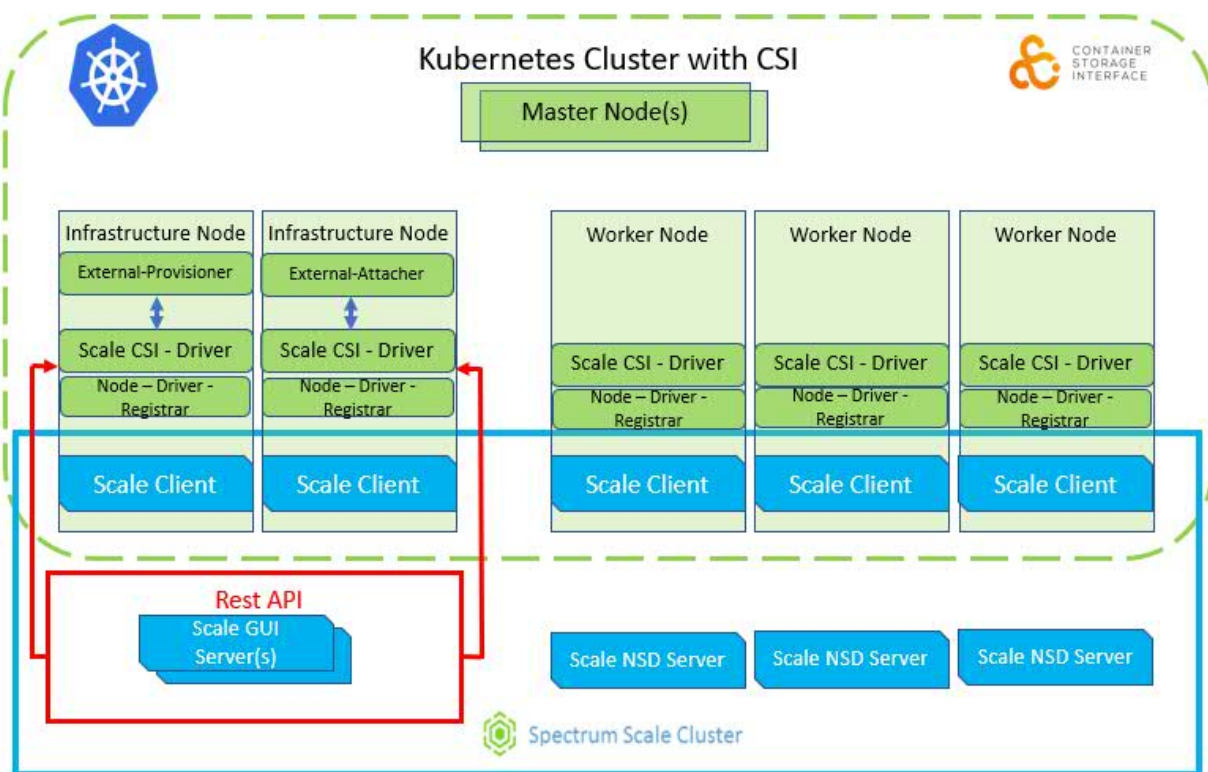 Kubernetes Cluster with CSI
CONTAINER
STORAGE
INTERFACE
Master Node(s)
Infrastructure Node
External-Provisioner
Scale CSI - Driver
Node – Driver -
Registrar
Scale Client
Infrastructure Node
External-Attacher
Scale CSI - Driver
Node – Driver -
Registrar
Scale Client
Worker Node
Scale CSI - Driver
Node – Driver -
Registrar
Scale Client
Worker Node
Scale CSI - Driver
Node – Driver -
Registrar
Scale Client
Worker Node
Scale CSI - Driver
Node – Driver -
Registrar
Scale Client
Rest API
Scale GUI
Server(s)
Scale NSD Server
Scale NSD Server
Scale NSD Server
Spectrum Scale Cluster